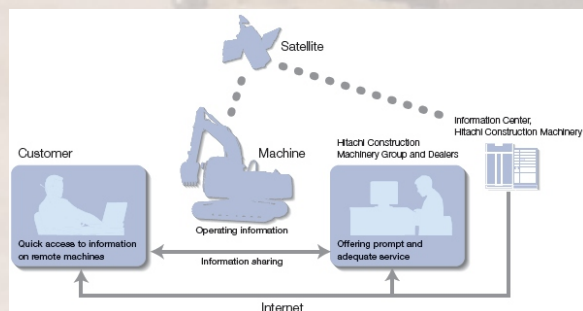 Satellite
Information Center,
Hitachi Construction Machinery
Customer
Machine
Hitachi Construction
Machinery Group and Dealers
Operating information
Quick access to information
on remote machines
Information sharing
Offering prompt and
adequate service
Internet